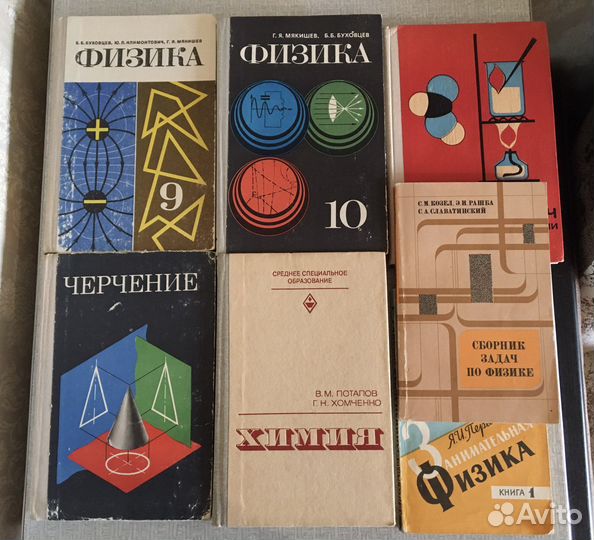 Б.Б. БУХОВЦЕВ, Ю.Л. КЛИМОНТОВИЧ, Г.Я. МЯКИШЕВ
ФИЗИКА
9
Г. Я. МЯКИШЕВ, Б.Б. БУХОВЦЕВ
ФИЗИКА
10
С. М. КОЗЕЛ, Э. И. РАШБА
С. А. СЛАВАТИНСКИЙ
СБОРНИК
ЗАДАЧ
ПО ФИЗИКЕ
ЧЕРЧЕНИЕ
СРЕДНЕЕ СПЕЦИАЛЬНОЕ
ОБРАЗОВАНИЕ
В. М. ПОТАПОВ
Г. Н. ХОМЧЕНКО
ХИМИЯ
Я.И.
ЗАНИМАТЕЛЬНАЯ
ФИЗИКА
КНИГА 1
Avito